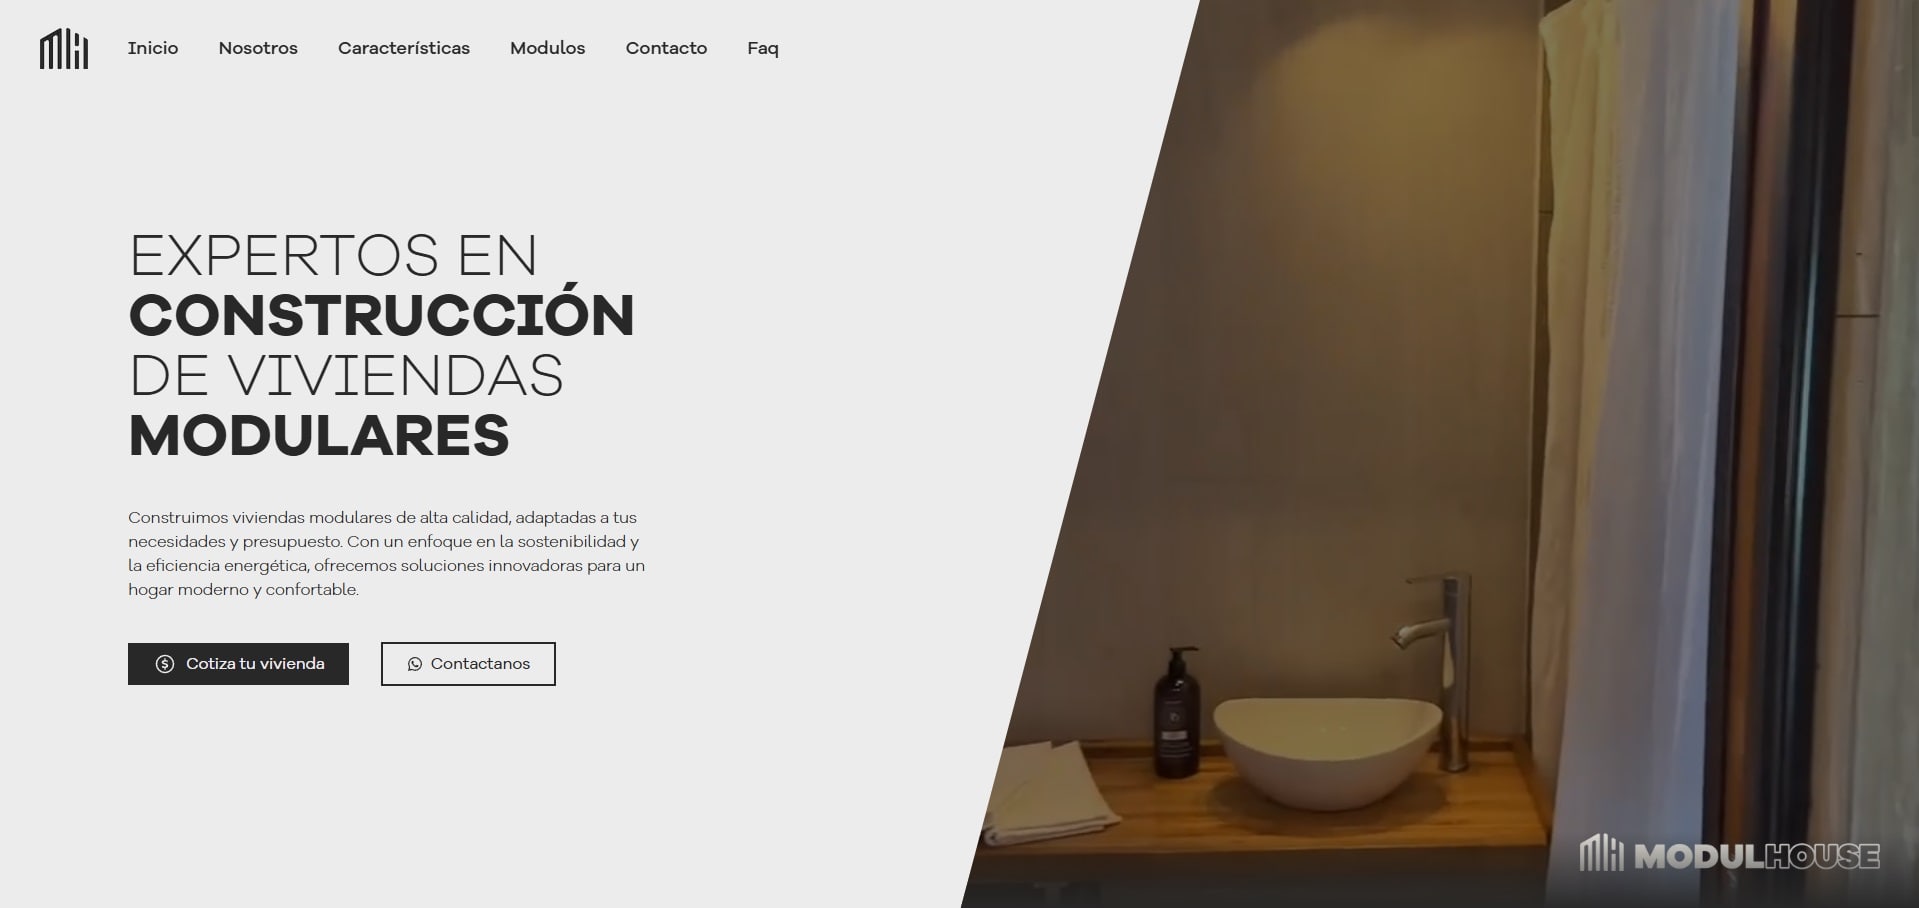 Inicio
Nosotros
Características
Modulos
Contacto
Faq
EXPERTOS EN
CONSTRUCCIÓN
DE VIVIENDAS
MODULARES
Construimos viviendas modulares de alta calidad, adaptadas a tus
necesidades y presupuesto. Con un enfoque en la sostenibilidad y
la eficiencia energética, ofrecemos soluciones innovadoras para un
hogar moderno y confortable.
Cotiza tu vivienda
Contactanos
MODULHOUSE